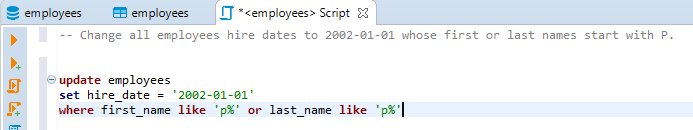 employees
employees
*<employees> Script
-- Change all employees hire dates to 2002-01-01 whose first or last names start with P.
update employees
set hire_date = '2002-01-01'
where first_name like 'p%' or last_name like 'p%'